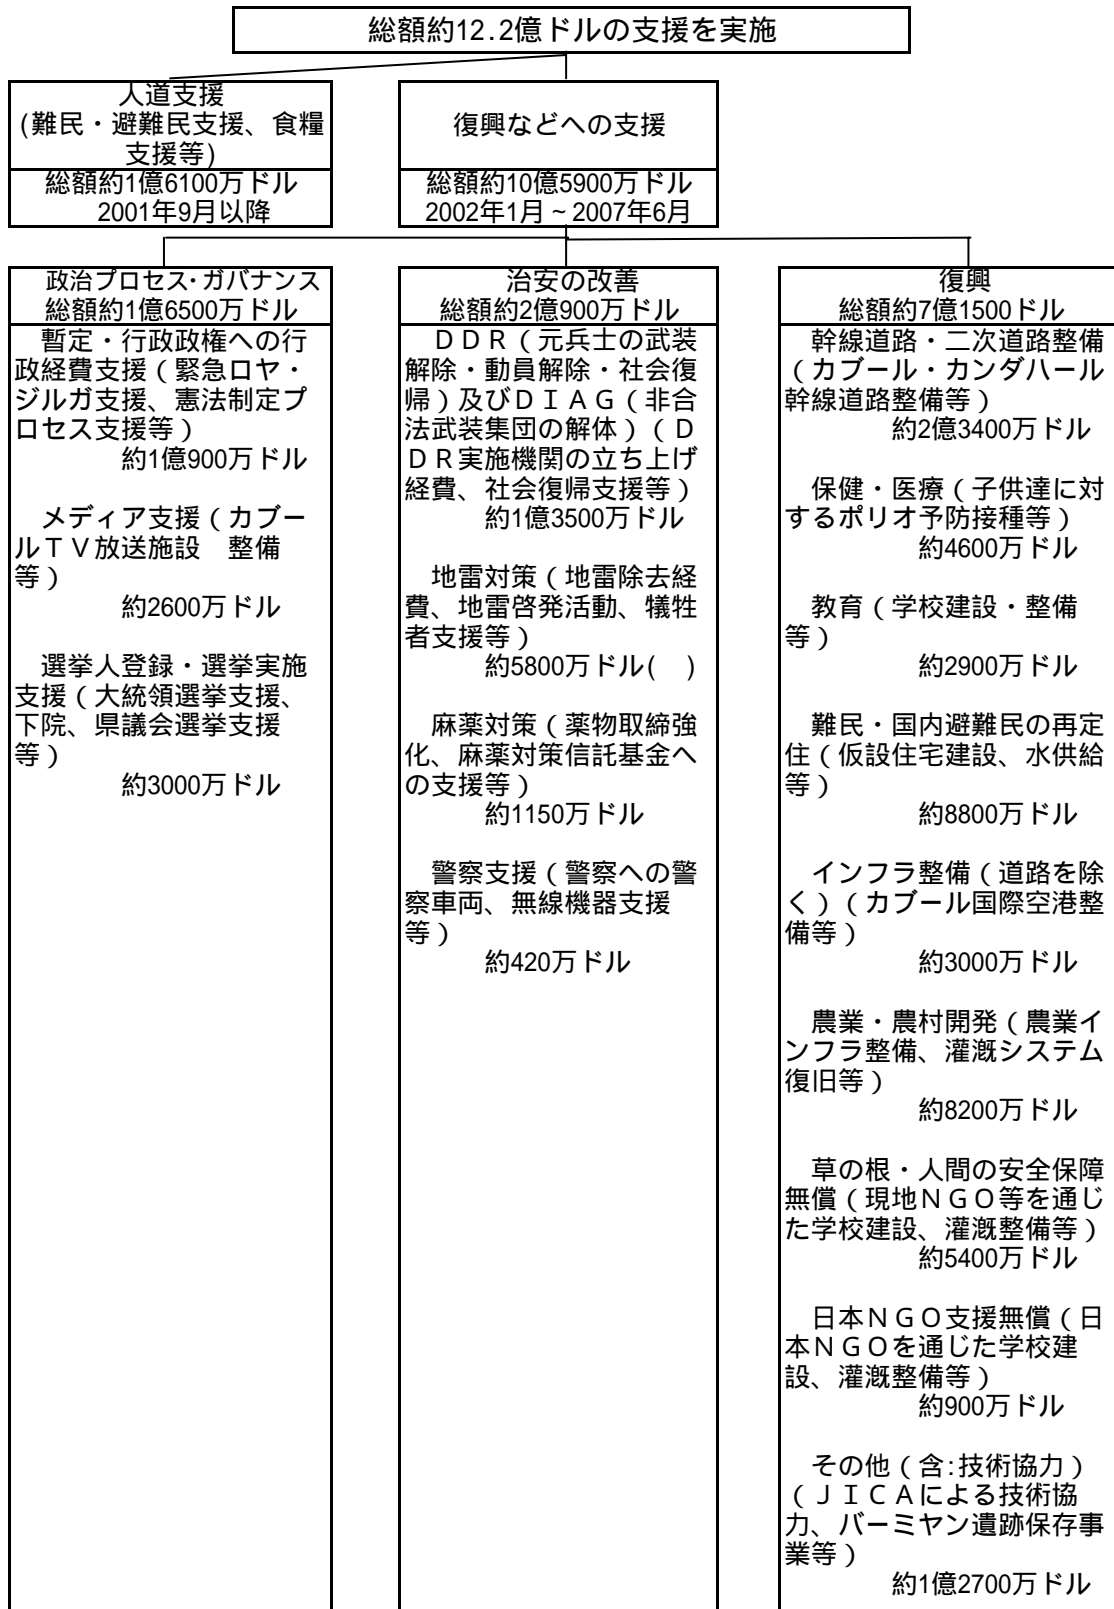 総額約12.2億ドルの支援を実施
人道支援
(難民・避難民支援、食糧
支援等)
総額約1億6100万ドル
2001年9月以降
復興などへの支援
総額約10億5900万ドル
2002年1月~2007年6月
政治プロセス・ガバナンス
総額約1億6500万ドル
暫定・行政政権への行
政経費支援(緊急ロヤ・
ジルガ支援、憲法制定プ
ロセス支援等)
約1億900万ドル
メディア支援(カブー
ルTV放送施設 整備
等)
約2600万ドル
選挙人登録・選挙実施
支援(大統領選挙支援、
下院、県議会選挙支援
等)
約3000万ドル
治安の改善
総額約2億900万ドル
DDR(元兵士の武装
解除・動員解除・社会復
帰)及びDIAG(非合
法武装集団の解体)(D
DR実施機関の立ち上げ
経費、社会復帰支援等)
約1億3500万ドル
地雷対策(地雷除去経
費、地雷啓発活動、犠牲
者支援等)
約5800万ドル( )
麻薬対策(薬物取締強
化、麻薬対策信託基金へ
の支援等)
約1150万ドル
警察支援(警察への警
察車両、無線機器支援
等)
約420万ドル
復興
総額約7億1500ドル
幹線道路・二次道路整備
(カブール・カンダハール
幹線道路整備等)
約2億3400万ドル
保健・医療(子供達に対
するポリオ予防接種等)
約4600万ドル
教育(学校建設・整備
等)
約2900万ドル
難民・国内避難民の再定
住(仮設住宅建設、水供給
等)
約8800万ドル
インフラ整備(道路を除
く)(カブール国際空港整
備等)
約3000万ドル
農業・農村開発(農業イ
ンフラ整備、灌漑システム
復旧等)
約8200万ドル
草の根・人間の安全保障
無償(現地NGO等を通じ
た学校建設、灌漑整備等)
約5400万ドル
日本NGO支援無償(日
本NGOを通じた学校建
設、灌漑整備等)
約900万ドル
その他(含:技術協力)
(JICAによる技術協
力、バーミヤン遺跡保存事
業等)
約1億2700万ドル